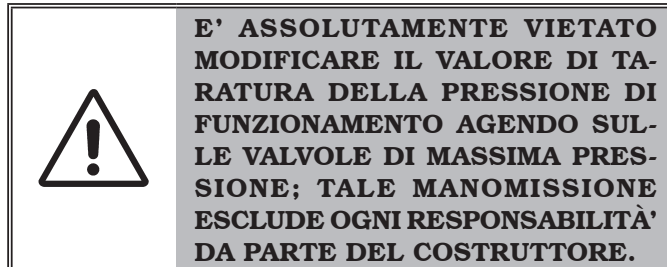 E’ ASSOLUTAMENTE VIETATO
MODIFICARE IL VALORE DI TA-
RATURA DELLA PRESSIONE DI
FUNZIONAMENTO AGENDO SUL-
LE VALVOLE DI MASSIMA PRES-
SIONE; TALE MANOMISSIONE
ESCLUDE OGNI RESPONSABILITÀ’
DA PARTE DEL COSTRUTTORE.